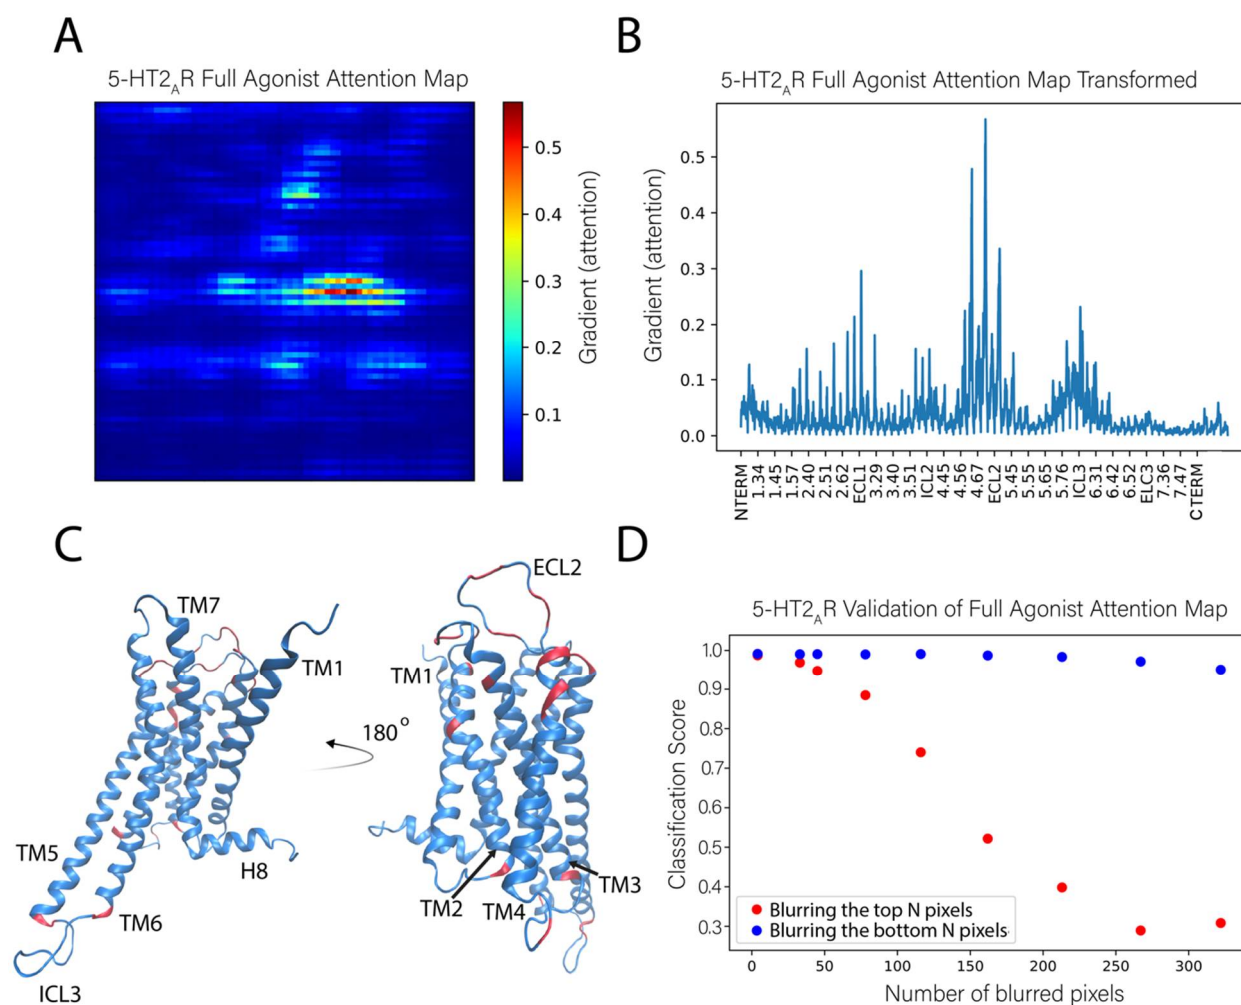 A
5-HT2AR Full Agonist Attention Map
0.5
0.4
0.3
0.2
0.1
Gradient (attention)
B
5-HT2AR Full Agonist Attention Map Transformed
Gradient (attention)
0.5
0.4
0.3
0.2
0.1
0.0
NTERM
1.34
1.45
1.57
2.40
2.51
2.62
ECL1
3.29
3.40
3.51
ICL2
4.45
4.56
4.67
ECL2
5.45
5.55
5.65
5.76
ICL3
6.31
6.42
6.52
ELC3
7.36
7.47
CTERM
C
TM7
TM1
TM5
TM6
H8
ICL3
180°
ECL2
TM1
TM2
TM4
TM3
D
5-HT2AR Validation of Full Agonist Attention Map
Classification Score
1.0
0.9
0.8
0.7
0.6
0.5
0.4
0.3
Blurring the top N pixels
Blurring the bottom N pixels
0
50
100
150
200
250
300
Number of blurred pixels